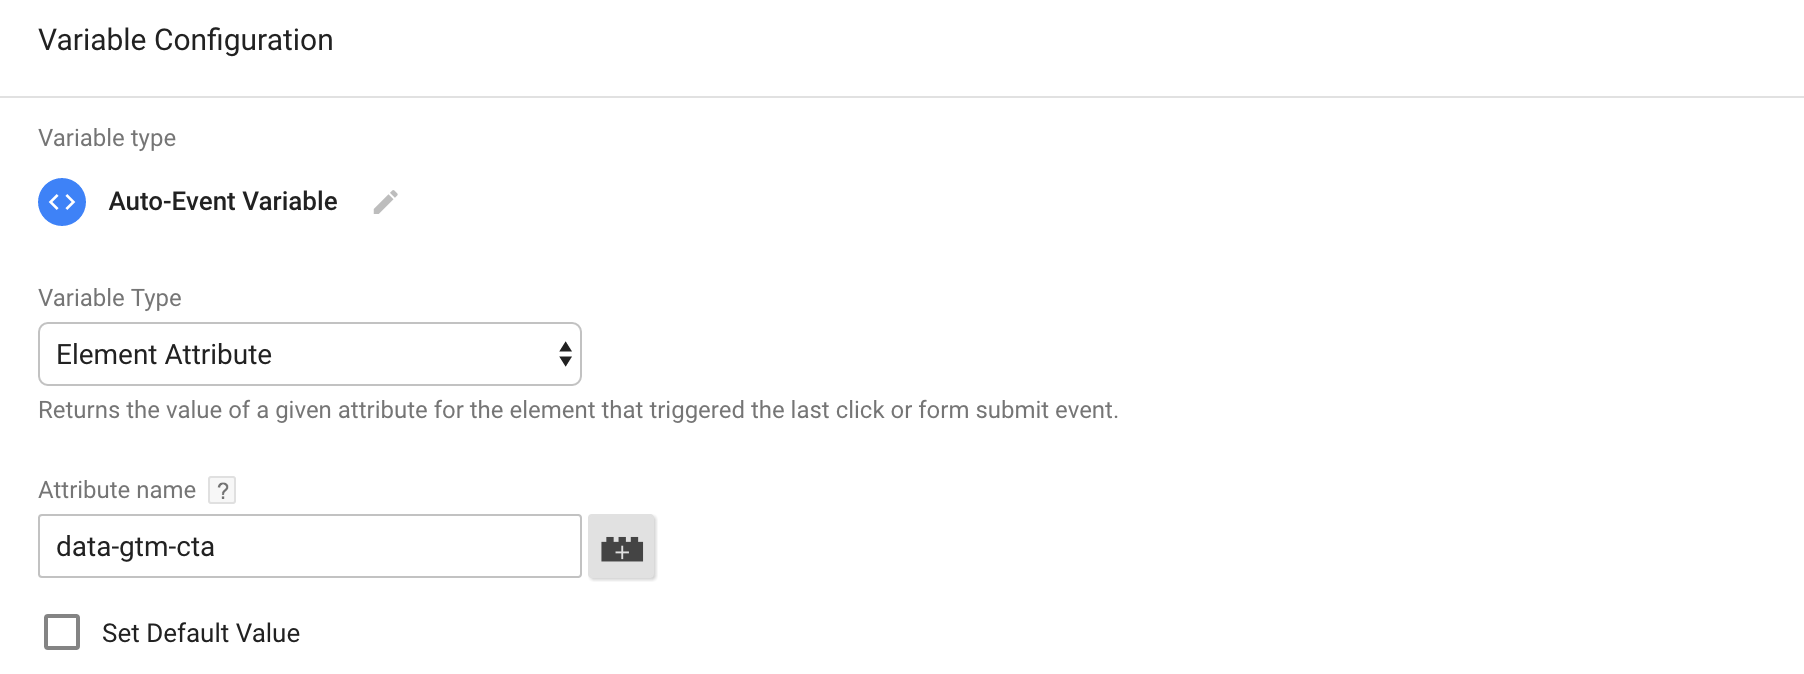 Variable Configuration
Variable type
Auto-Event Variable
Variable Type
Element Attribute
Returns the value of a given attribute for the element that triggered the last click or form submit event.
Attribute name ?
data-gtm-cta
Set Default Value